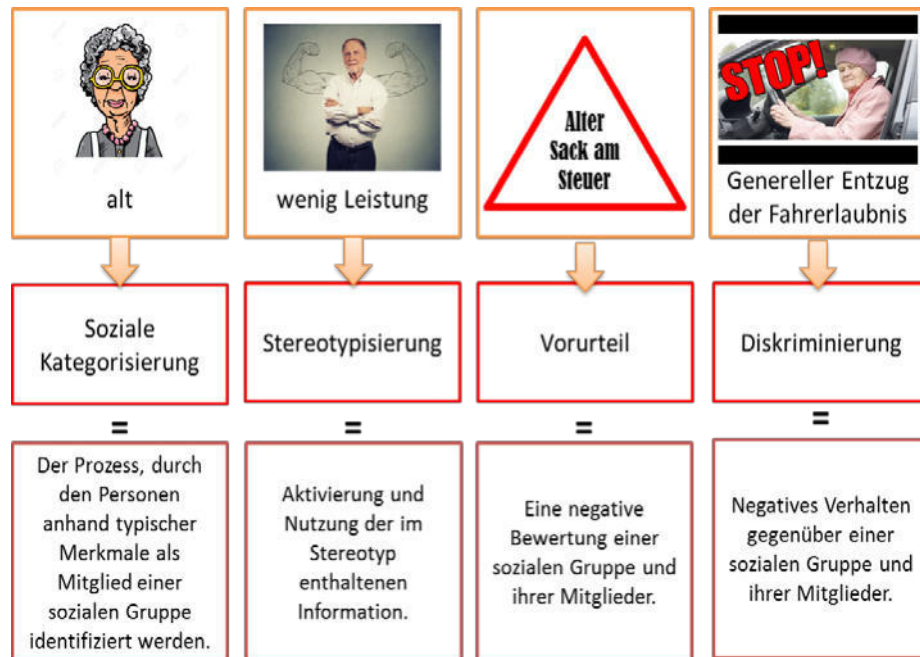 alt
wenig Leistung
Alter
Sack am
Steuer
STOP!
Genereller Entzug
der Fahrerlaubnis
Soziale
Kategorisierung
Stereotypisierung
Vorurteil
Diskriminierung
=
=
=
=
Der Prozess, durch
den Personen
anhand typischer
Merkmale als
Mitglied einer
sozialen Gruppe
identifiziert werden.
Aktivierung und
Nutzung der im
Stereotyp
enthaltenen
Information.
Eine negative
Bewertung einer
sozialen Gruppe und
ihrer Mitglieder.
Negatives Verhalten
gegenüber einer
sozialen Gruppe und
ihrer Mitglieder.